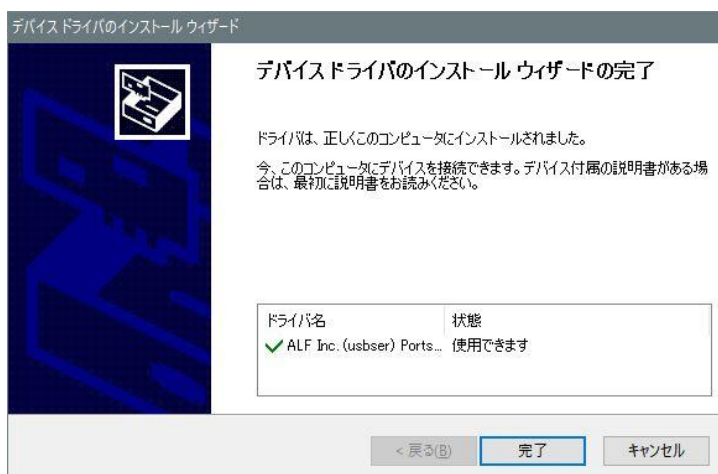 デバイス ドライバのインストール ウィザード
デバイス ドライバのインストール ウィザードの完了
ドライバは、正しくこのコンピュータにインストールされました。
今、このコンピュータにデバイスを接続できます。デバイス付属の説明書がある場
合は、最初に説明書をお読みください。
ドライバ名 状態
ALF Inc. (usbser) Ports... 使用できます
< 戻る(B) 完了 キャンセル